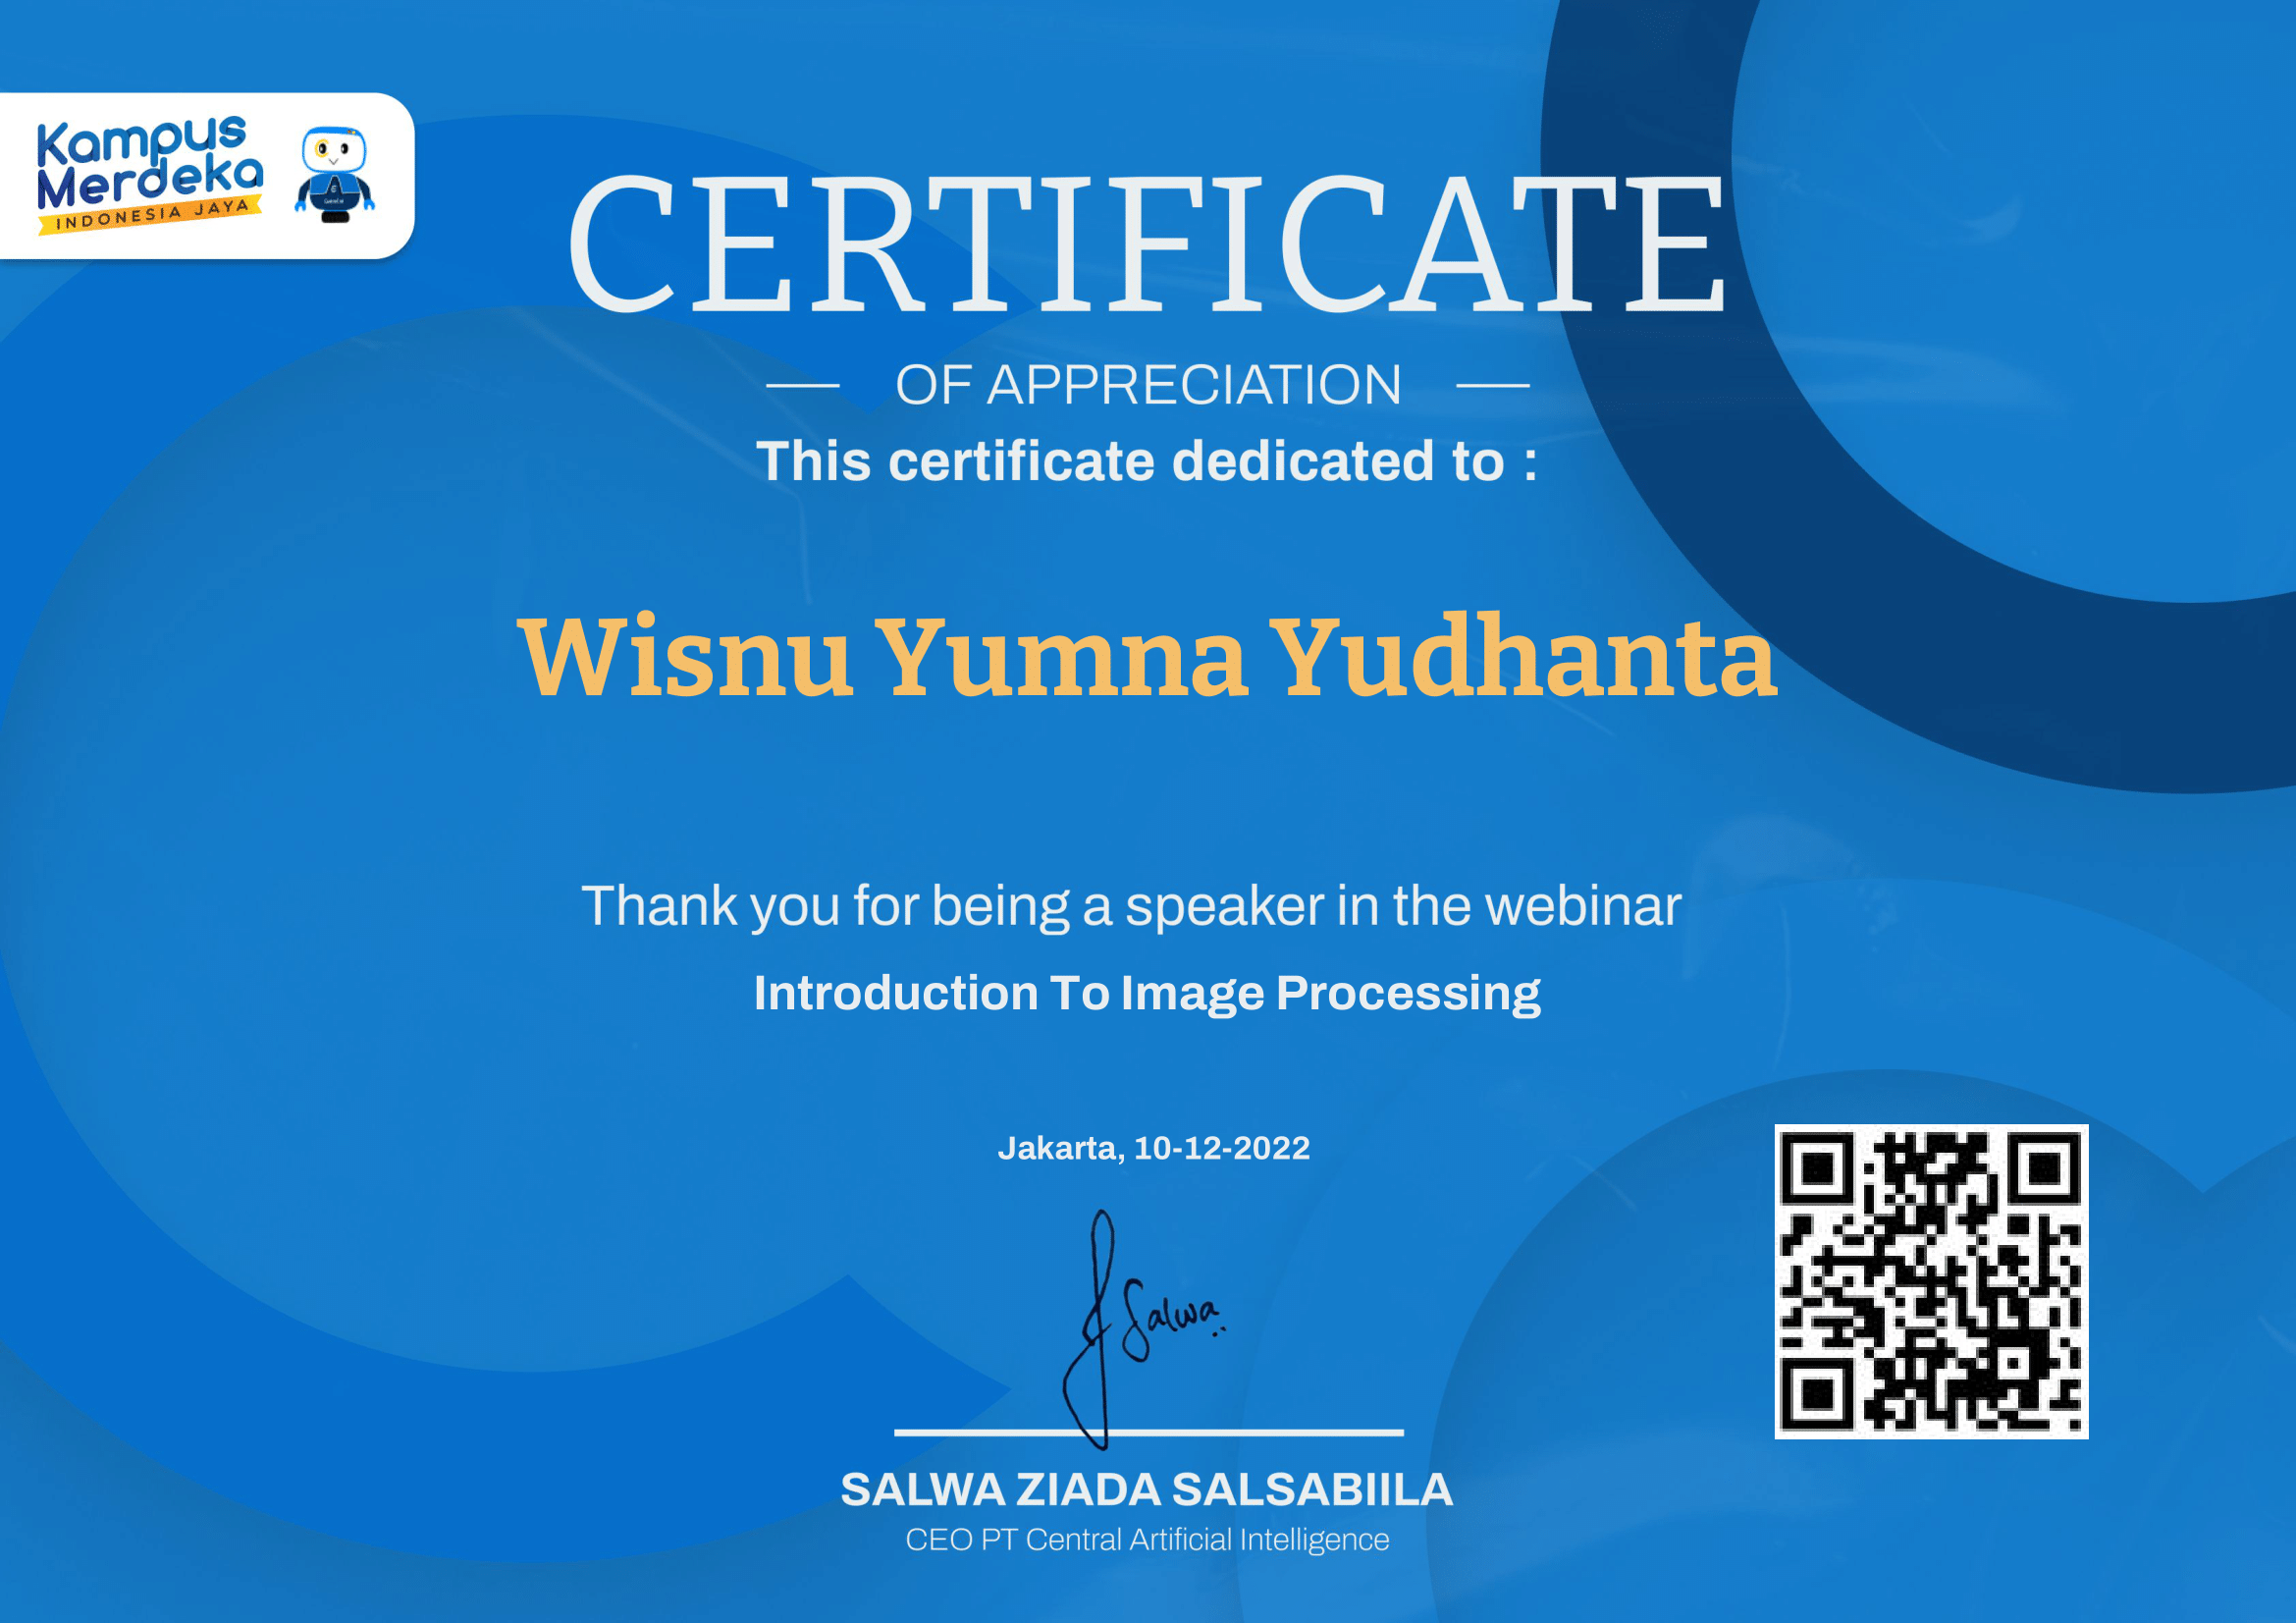 Kampus
Merdeka
INDONESIA JAYA
CERTIFICATE
OF APPRECIATION
This certificate dedicated to :
Wisnu Yumna Yudhanta
Thank you for being a speaker in the webinar
Introduction To Image Processing
Jakarta, 10-12-2022
Salwa
SALWA ZIADA SALSABIILA
CEO PT Central Artificial Intelligence